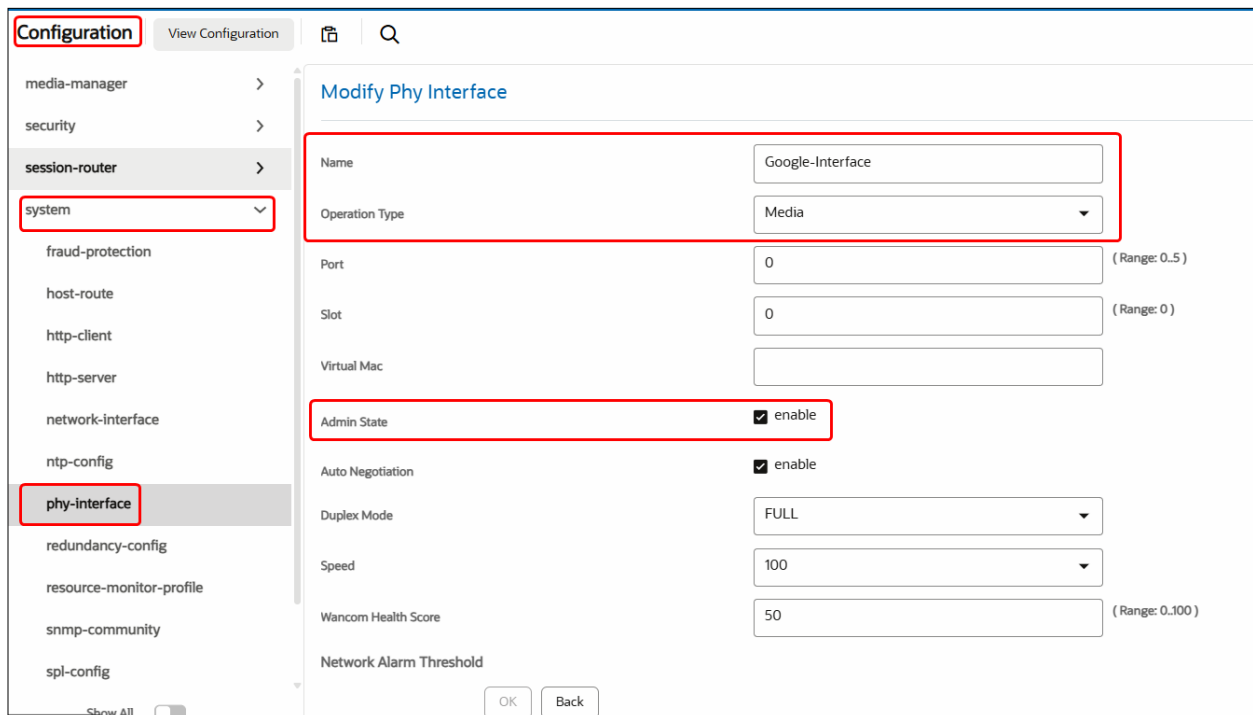 Configuration
View Configuration
media-manager
security
session-router
system
fraud-protection
host-route
http-client
http-server
network-interface
ntp-config
phy-interface
redundancy-config
resource-monitor-profile
snmp-community
spl-config
Show All
Modify Phy Interface
Name Google-Interface
Operation Type Media
Port 0 ( Range: 0..5 )
Slot 0 ( Range: 0 )
Virtual Mac
Admin State enable
Auto Negotiation enable
Duplex Mode FULL
Speed 100
Wancom Health Score 50 ( Range: 0..100 )
Network Alarm Threshold
OK Back